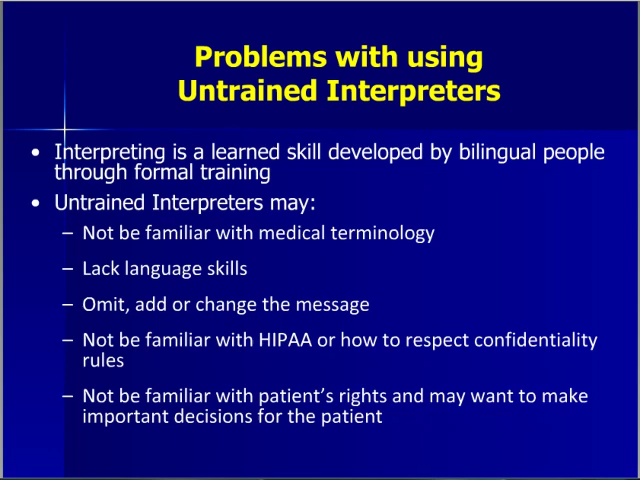 Problems with using
Untrained Interpreters
• Interpreting is a learned skill developed by bilingual people
through formal training
• Untrained Interpreters may:
– Not be familiar with medical terminology
– Lack language skills
– Omit, add or change the message
– Not be familiar with HIPAA or how to respect confidentiality
rules
– Not be familiar with patient’s rights and may want to make
important decisions for the patient